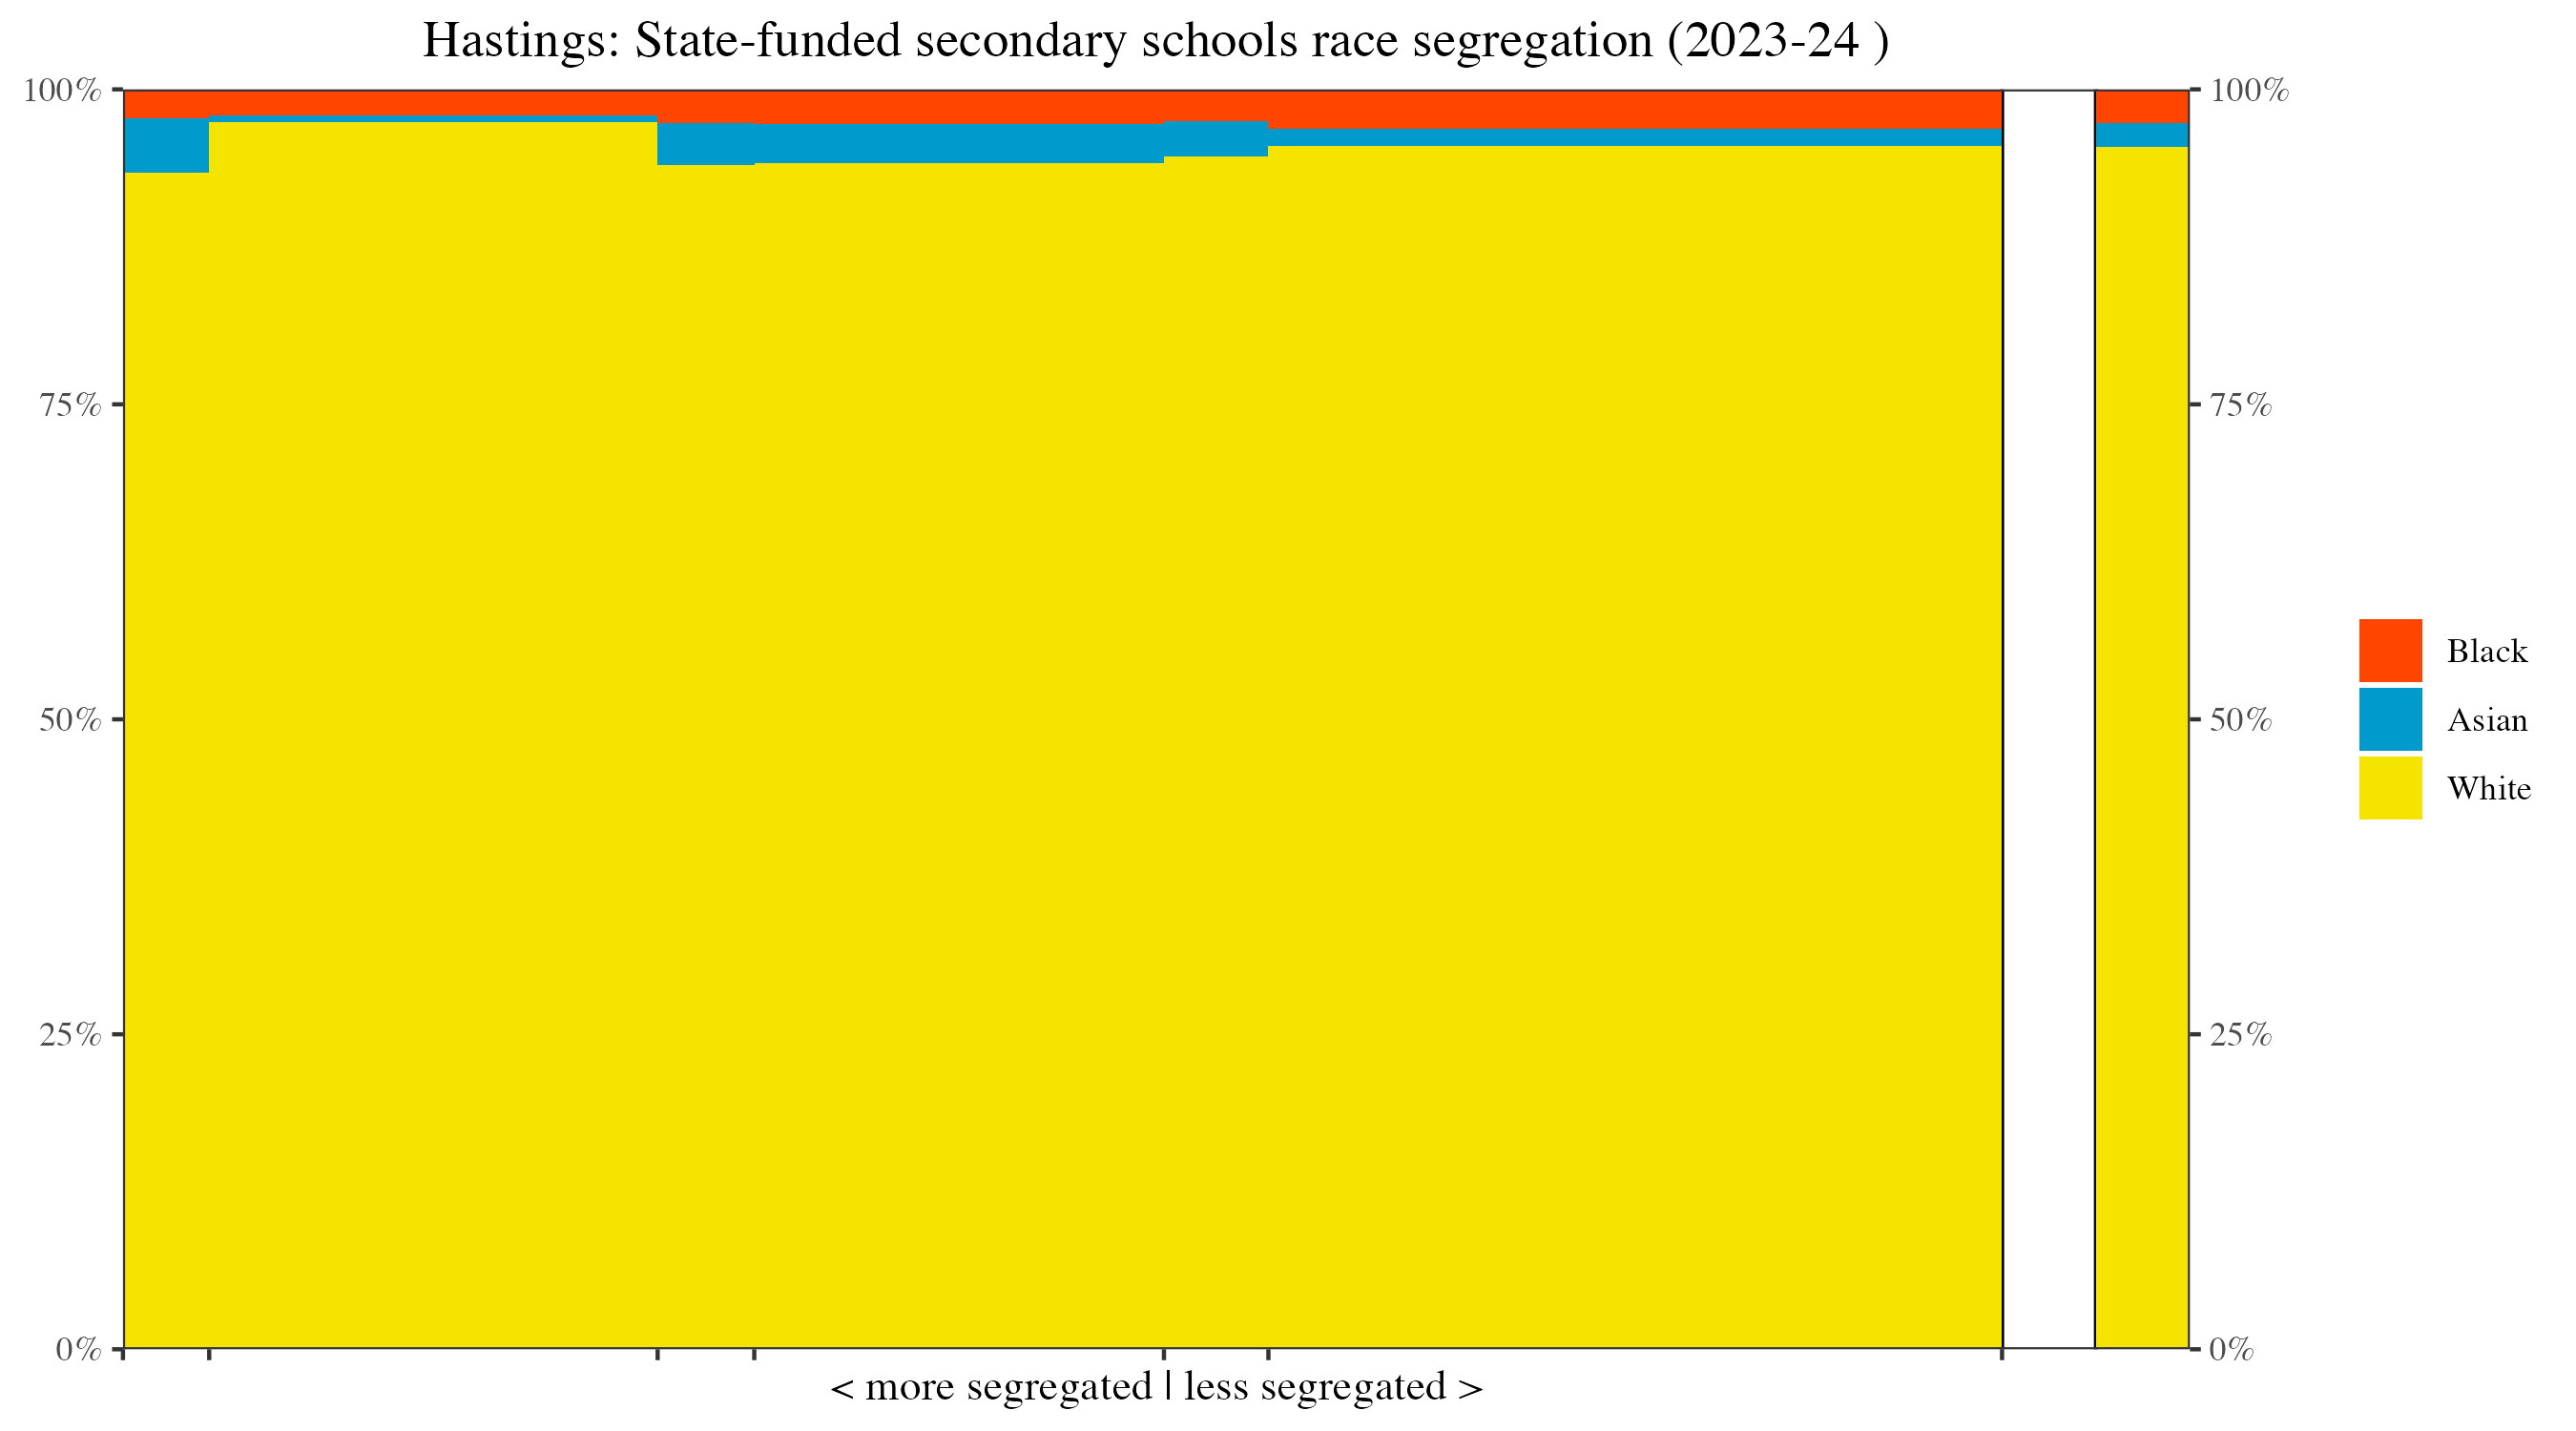 Hastings: State-funded secondary schools race segregation (2023-24 )
100%
75%
50%
25%
0%
100%
75%
50%
25%
0%
Black
Asian
White
< more segregated | less segregated >